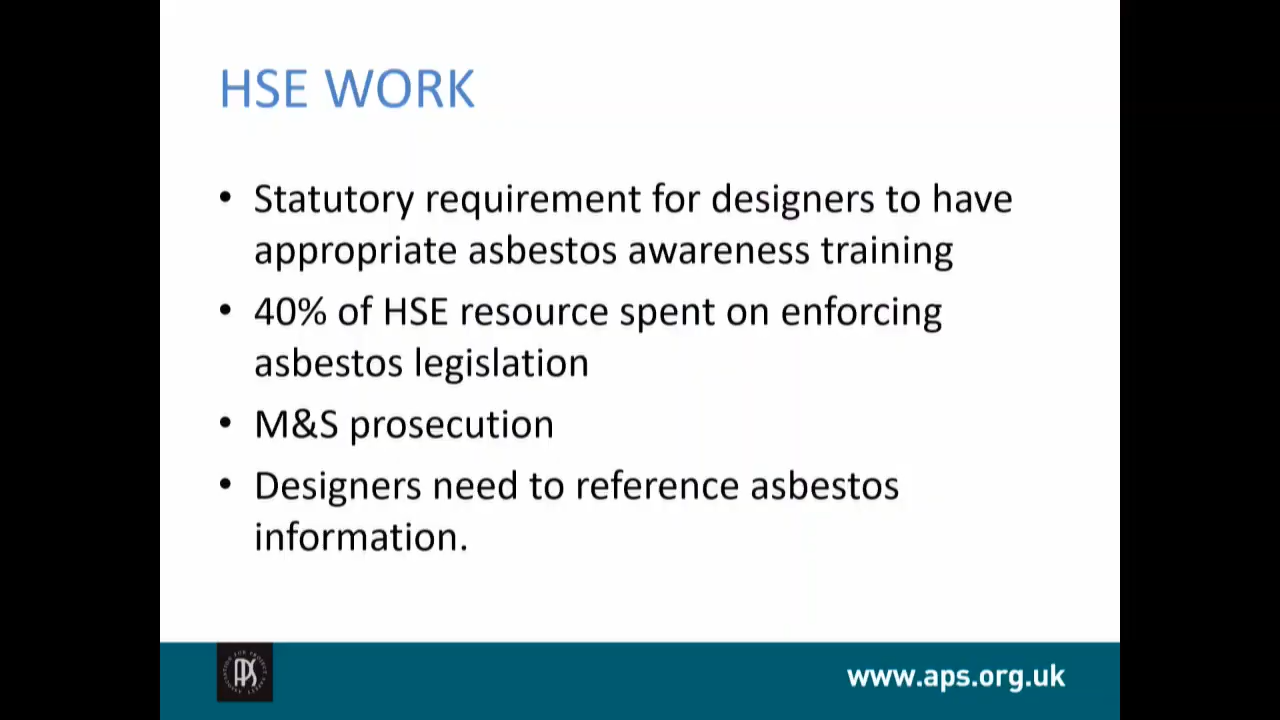 HSE WORK
• Statutory requirement for designers to have
appropriate asbestos awareness training
• 40% of HSE resource spent on enforcing
asbestos legislation
• M&S prosecution
• Designers need to reference asbestos
information.
APS
www.aps.org.uk